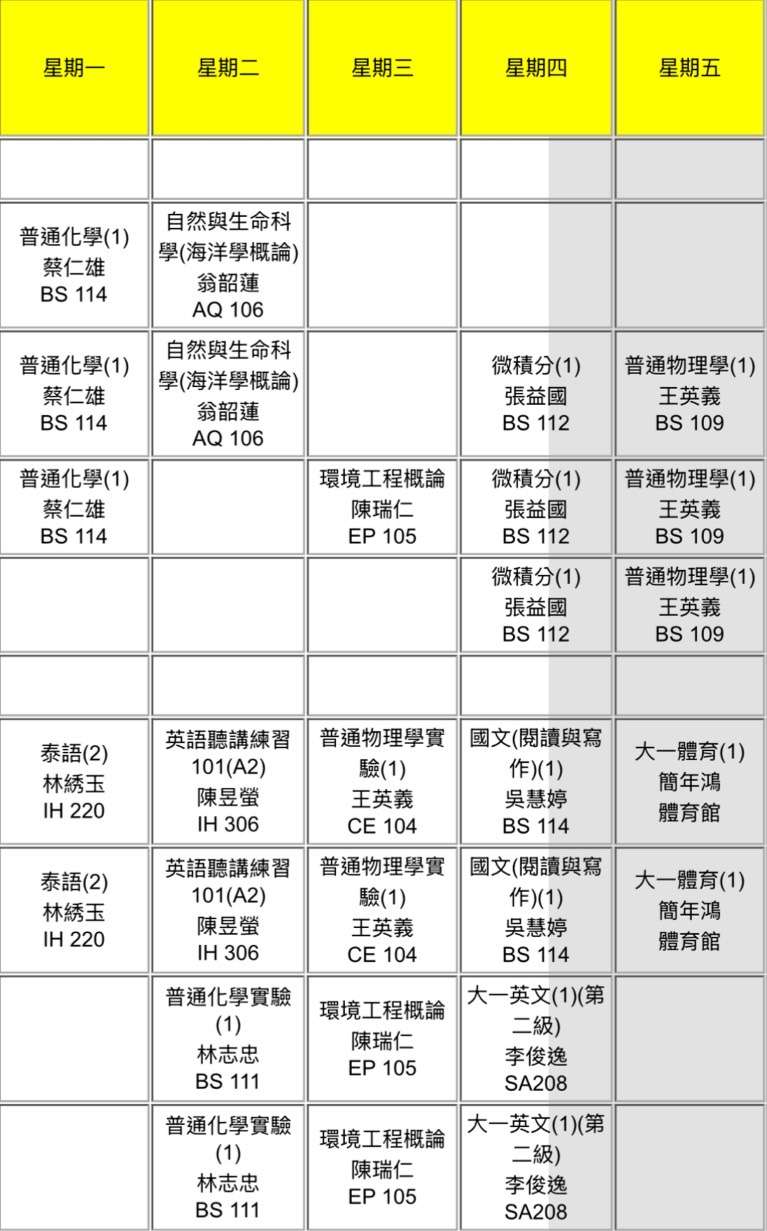 星期一 星期二 星期三 星期四 星期五
普通化學(1)
蔡仁雄
BS 114
自然與生命科
學(海洋學概論)
翁韶蓮
AQ 106
普通化學(1)
蔡仁雄
BS 114
自然與生命科
學(海洋學概論)
翁韶蓮
AQ 106
微積分(1)
張益國
BS 112
普通物理學(1)
王英義
BS 109
普通化學(1)
蔡仁雄
BS 114
環境工程概論
陳瑞仁
EP 105
微積分(1)
張益國
BS 112
普通物理學(1)
王英義
BS 109
微積分(1)
張益國
BS 112
普通物理學(1)
王英義
BS 109
泰語(2)
林綉玉
IH 220
英語聽講練習
101(A2)
陳昱螢
IH 306
普通物理學實
驗(1)
王英義
CE 104
國文(閱讀與寫
作)(1)
吳慧婷
BS 114
大一體育(1)
簡年鴻
體育館
泰語(2)
林綉玉
IH 220
英語聽講練習
101(A2)
陳昱螢
IH 306
普通物理學實
驗(1)
王英義
CE 104
國文(閱讀與寫
作)(1)
吳慧婷
BS 114
大一體育(1)
簡年鴻
體育館
普通化學實驗
(1)
林志忠
BS 111
環境工程概論
陳瑞仁
EP 105
大一英文(1)(第
二級)
李俊逸
SA208
普通化學實驗
(1)
林志忠
BS 111
環境工程概論
陳瑞仁
EP 105
大一英文(1)(第
二級)
李俊逸
SA208